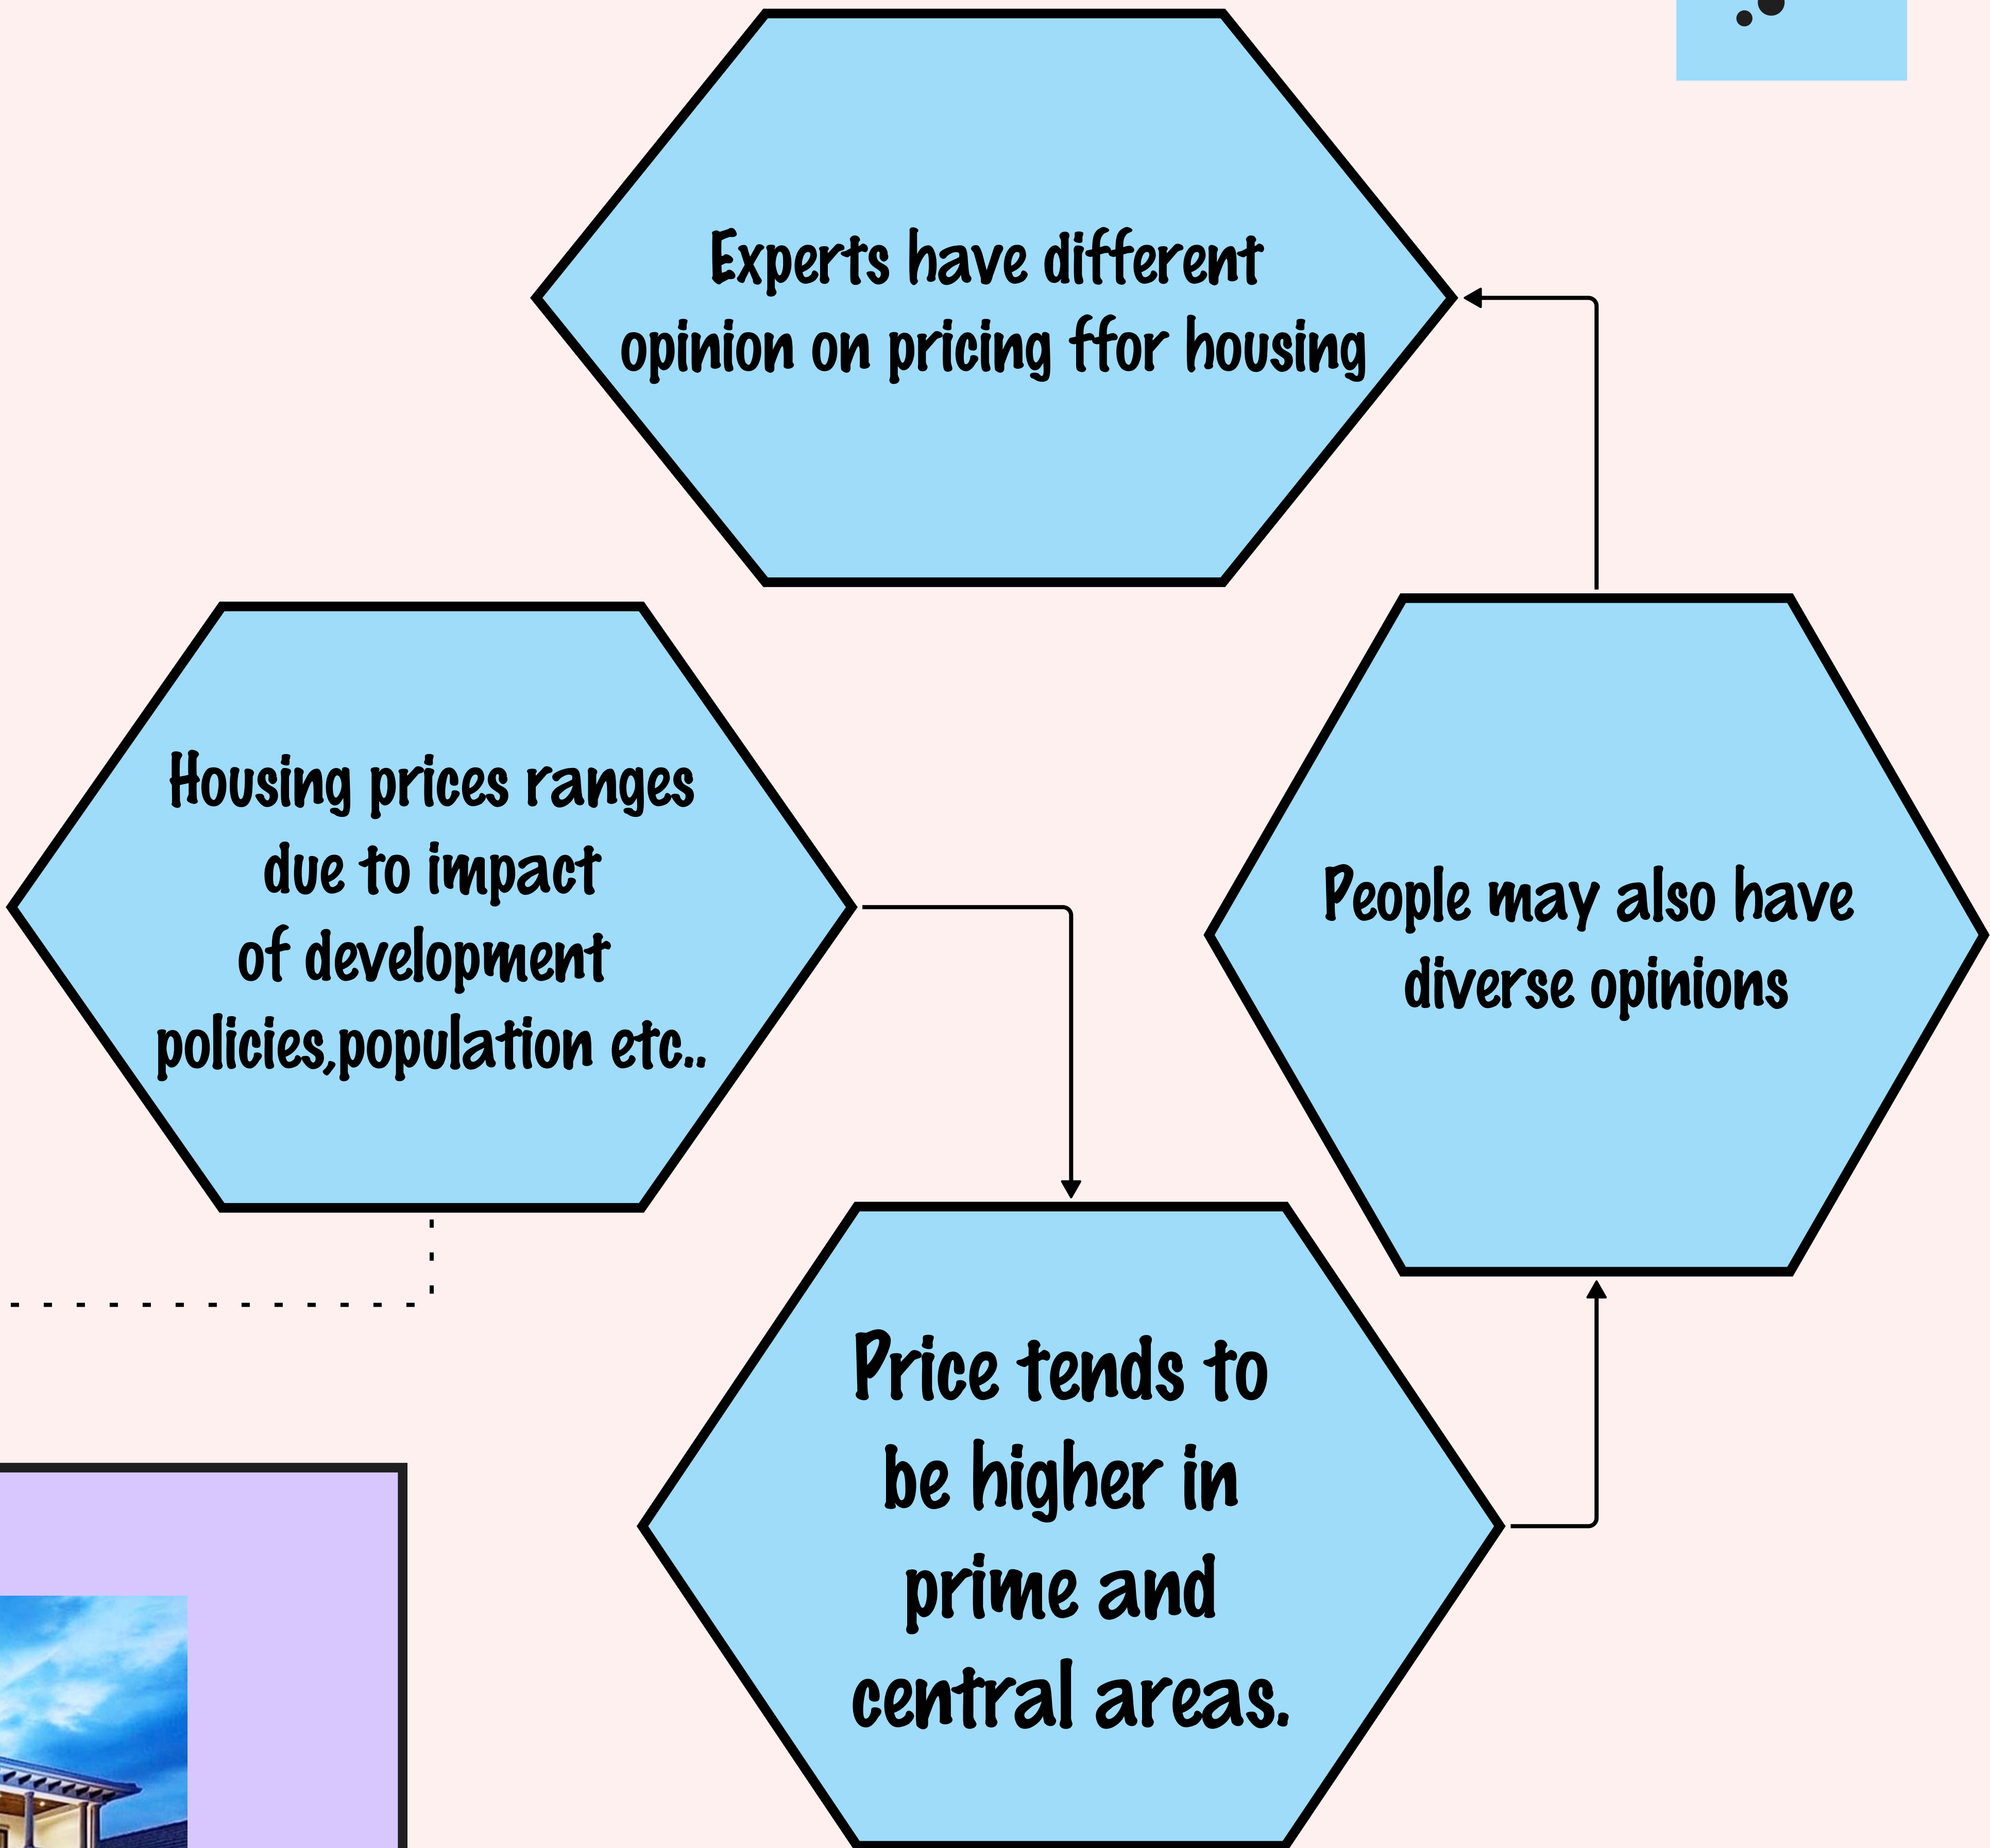 Experts have different
opinion on pricing ffor housing
Housing prices ranges
due to impact
of development
policies,population etc..
People may also have
diverse opinions
Price tends to
be higher in
prime and
central areas.